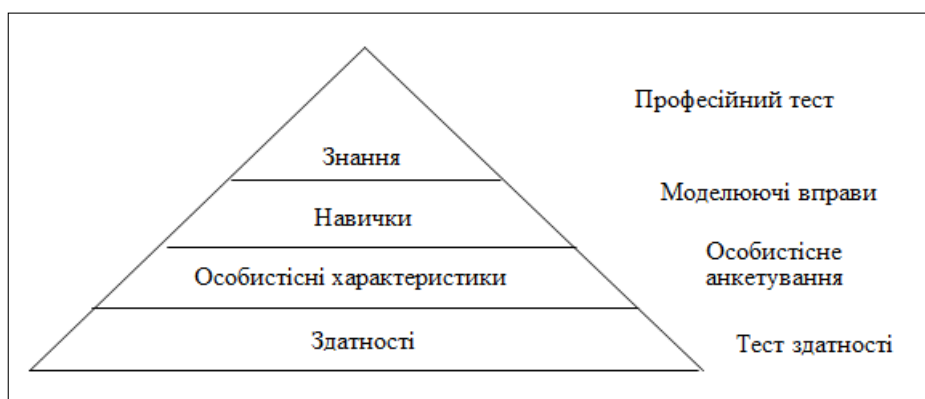 Професійний тест
Знання
Моделюючі вправи
Навички
Особистісне
анкетування
Особистісні характеристики
Здатності
Тест здатності